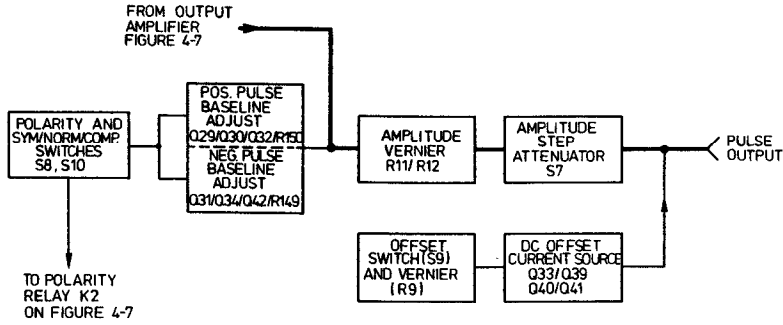 FROM OUTPUT
AMPLIFIER
FIGURE 4-7
POLARITY AND
SYM/NORM/COMP.
SWITCHES
S8, S10
POS. PULSE
BASELINE
ADJUST
Q29/Q30/Q32/R150
NEG. PULSE
BASELINE
ADJUST
Q31/Q34/Q42/R149
AMPLITUDE
VERNIER
R11/R12
AMPLITUDE
STEP
ATTENUATOR
S7
PULSE
OUTPUT
OFFSET
SWITCH(S9)
AND VERNIER
(R9)
DC OFFSET
CURRENT SOURCE
Q33/Q39
Q40/Q41
TO POLARITY
RELAY K2
ON FIGURE 4-7